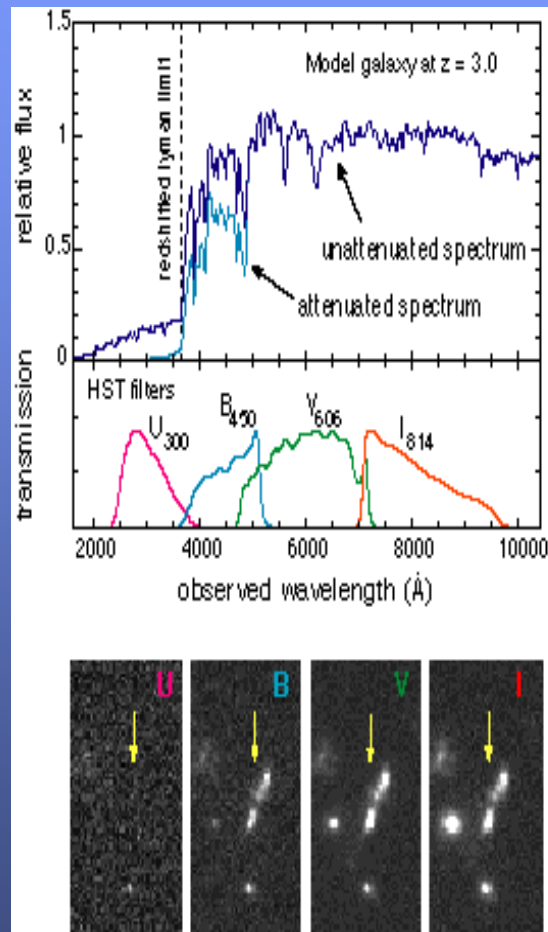 1.5
Model galaxy at z = 3.0
redshifted lyman limit
relative flux
1
unattenuated spectrum
0.5
attenuated spectrum
0
HST filters
transmission
U300
B450
V606
I814
2000 4000 6000 8000 10000
observed wavelength (Å)
U B V I